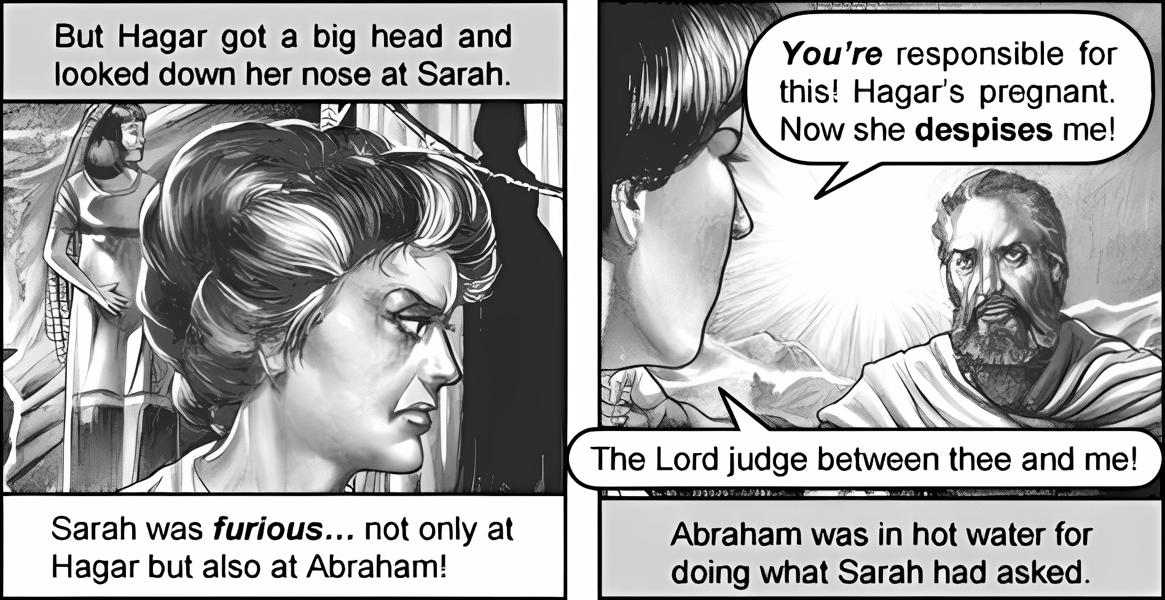 But Hagar got a big head and
looked down her nose at Sarah.
Sarah was furious... not only at
Hagar but also at Abraham!
You're responsible for
this! Hagar's pregnant.
Now she despises me!
The Lord judge between thee and me!
Abraham was in hot water for
doing what Sarah had asked.